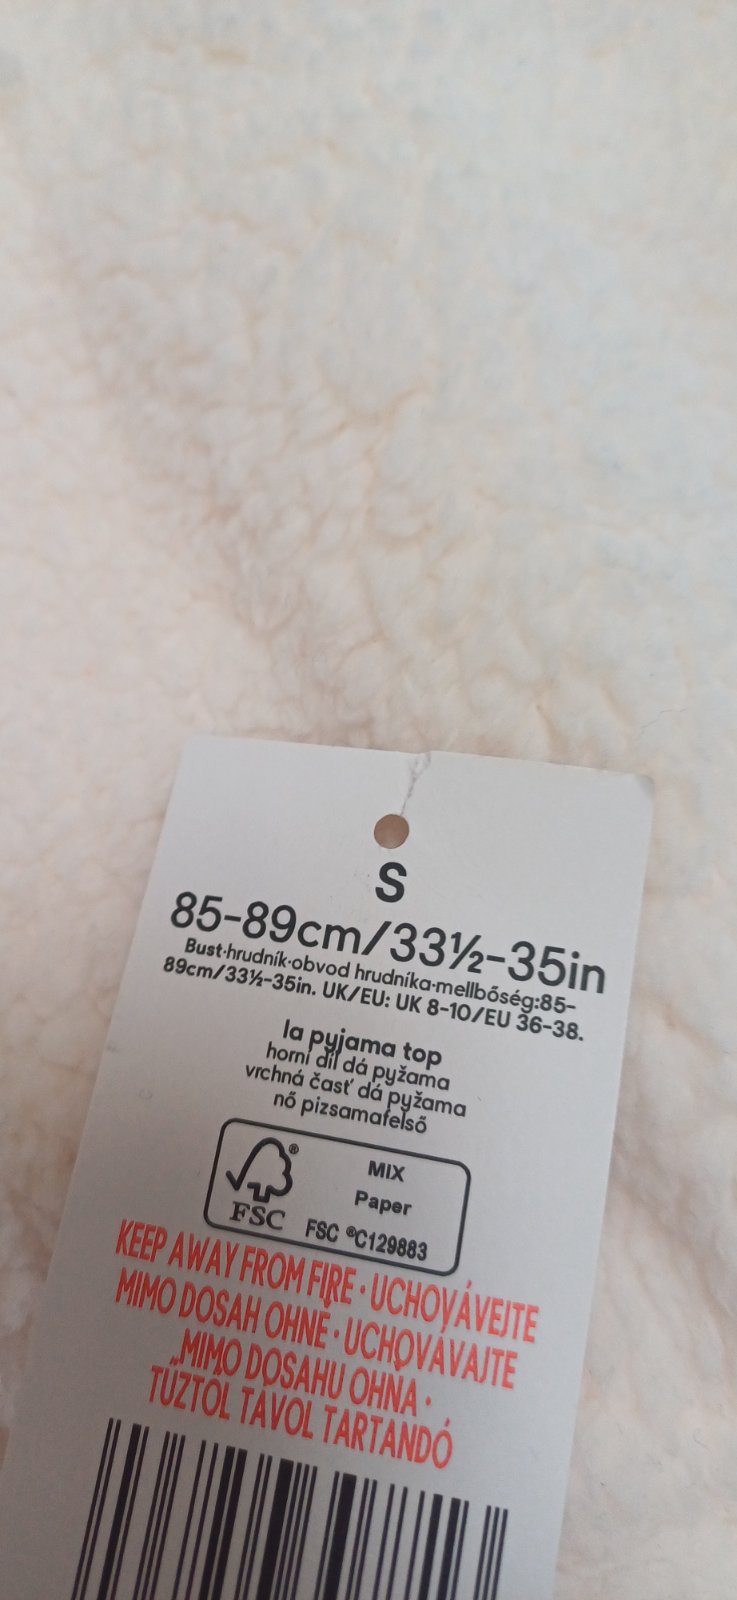 S
85-89cm/33½-35in
Bust·hrudník·obvod hrudníka·mellbőség:85-
89cm/33½-35in. UK/EU: UK 8-10/EU 36-38.
la pyjama top
horní díl dá pyžama
vrchná časť dá pyžama
nő pizsamafelső
MIX
Paper
FSC® FSC ®C129883
KEEP AWAY FROM FIRE · UCHOVÁVEJTE
MIMO DOSAH OHNĚ · UCHOVÁVAJTE
MIMO DOSAHU OHŇA ·
TŰZTŐL TÁVOL TARTANDÓ